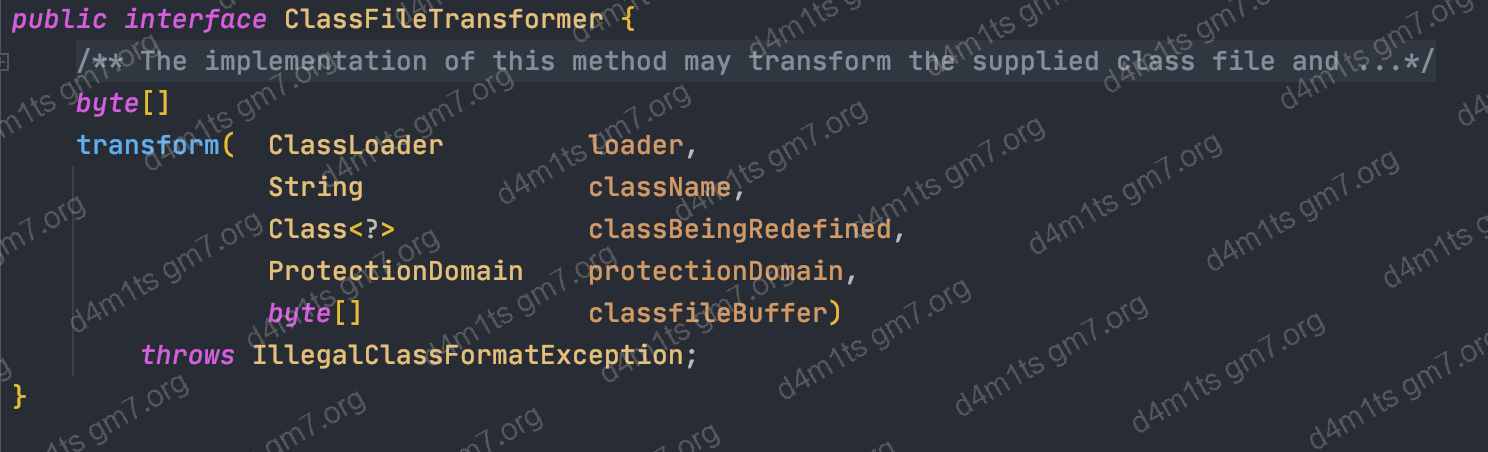 public interface ClassFileTransformer {
/** The implementation of this method may transform the supplied class file and ...*/
byte[]
transform(  ClassLoader         loader,
            String              className,
            Class<?>            classBeingRedefined,
            ProtectionDomain    protectionDomain,
            byte[]              classfileBuffer)
throws IllegalClassFormatException;
}
d4m1ts gm7.org